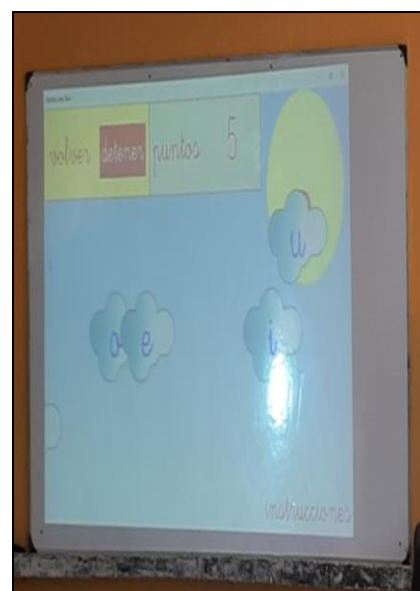 volver detener puntos 5
u
o e i
instrucciones